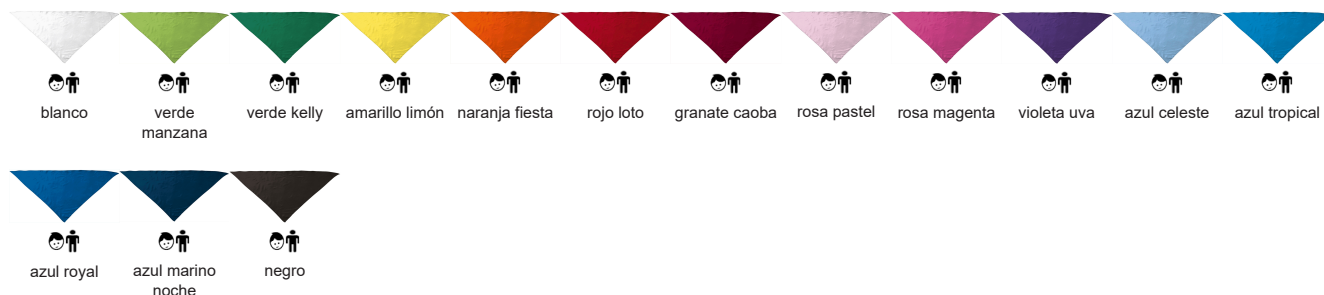 blanco
verde
manzana
verde kelly
amarillo limón
naranja fiesta
rojo loto
granate caoba
rosa pastel
rosa magenta
violeta uva
azul celeste
azul tropical
azul royal
azul marino
noche
negro